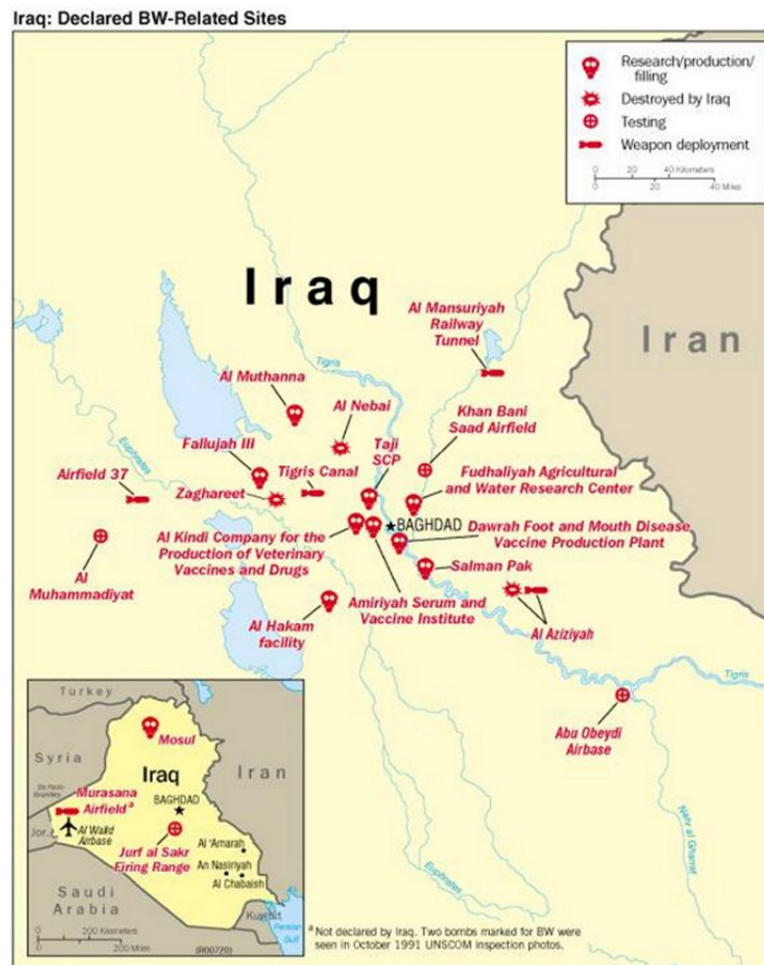 Iraq: Declared BW-Related Sites
Research/production/
filling
Destroyed by Iraq
Testing
Weapon deployment
0 20 40 Kilometers
0 20 40 Miles
Iraq
Iran
Al Mansuriyah
Railway
Tunnel
Tigris
Al Muthanna
Al Nebai
Khan Bani
Saad Airfield
Taji
SCP
Fallujah III
Euphrates
Tigris Canal
Fudhaliyah Agricultural
and Water Research Center
Airfield 37
Zaghareet
BAGHDAD
Al Kindi Company for the
Production of Veterinary
Vaccines and Drugs
Dawrah Foot and Mouth Disease
Vaccine Production Plant
Al
Muhammadiyat
Salman Pak
Amiriyah Serum and
Vaccine Institute
Al Hakam
facility
Al Aziziyah
Tigris
Abu Obeydi
Airbase
Nahr al Gharraf
Euphrates
Turkey
Syria
Mosul
Iraq
Iran
De Facto
Boundary
Murasana
Airfield a
BAGHDAD
Jor.
Al Walid
Airbase
Jurf al Sakr
Firing Range
Al 'Amarah
An Nasiriyah
Al Chabaish
Saudi
Arabia
Kuwait
Persian
Gulf
0 200 Kilometers
0 200 Miles
a Not declared by Iraq. Two bombs marked for BW were
seen in October 1991 UNSCOM inspection photos.